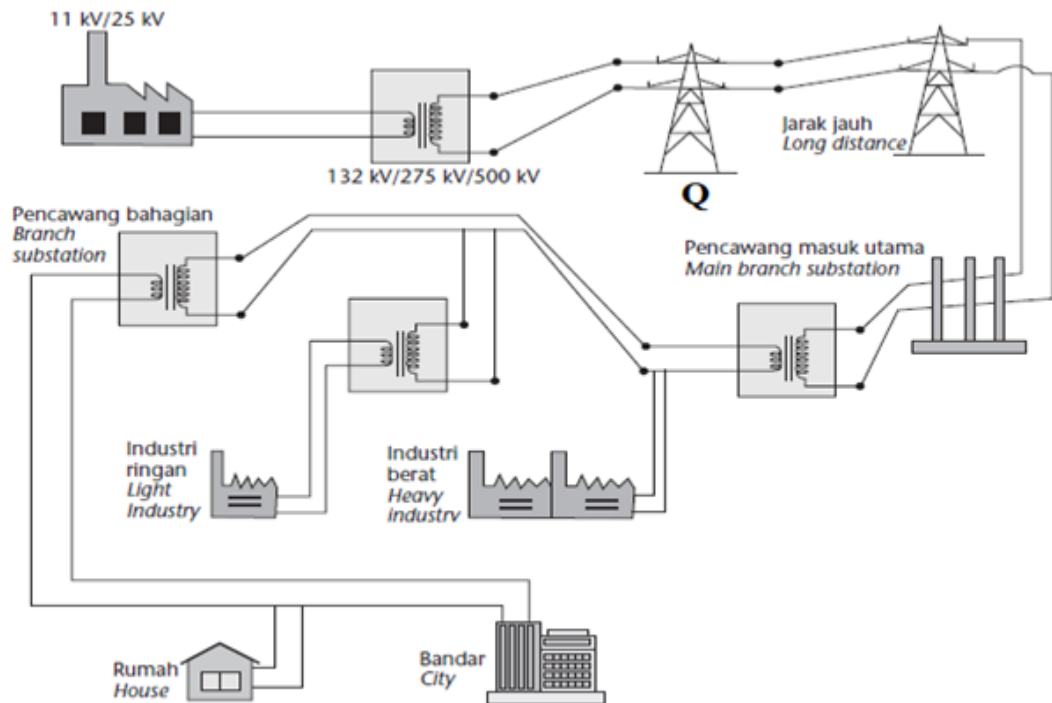 11 kV/25 kV
132 kV/275 kV/500 kV
Q
Jarak jauh
Long distance
Pencawang bahagian
Branch
substation
Pencawang masuk utama
Main branch substation
Industri
ringan
Light
Industry
Industri
berat
Heavy
industry
Rumah
House
Bandar
City